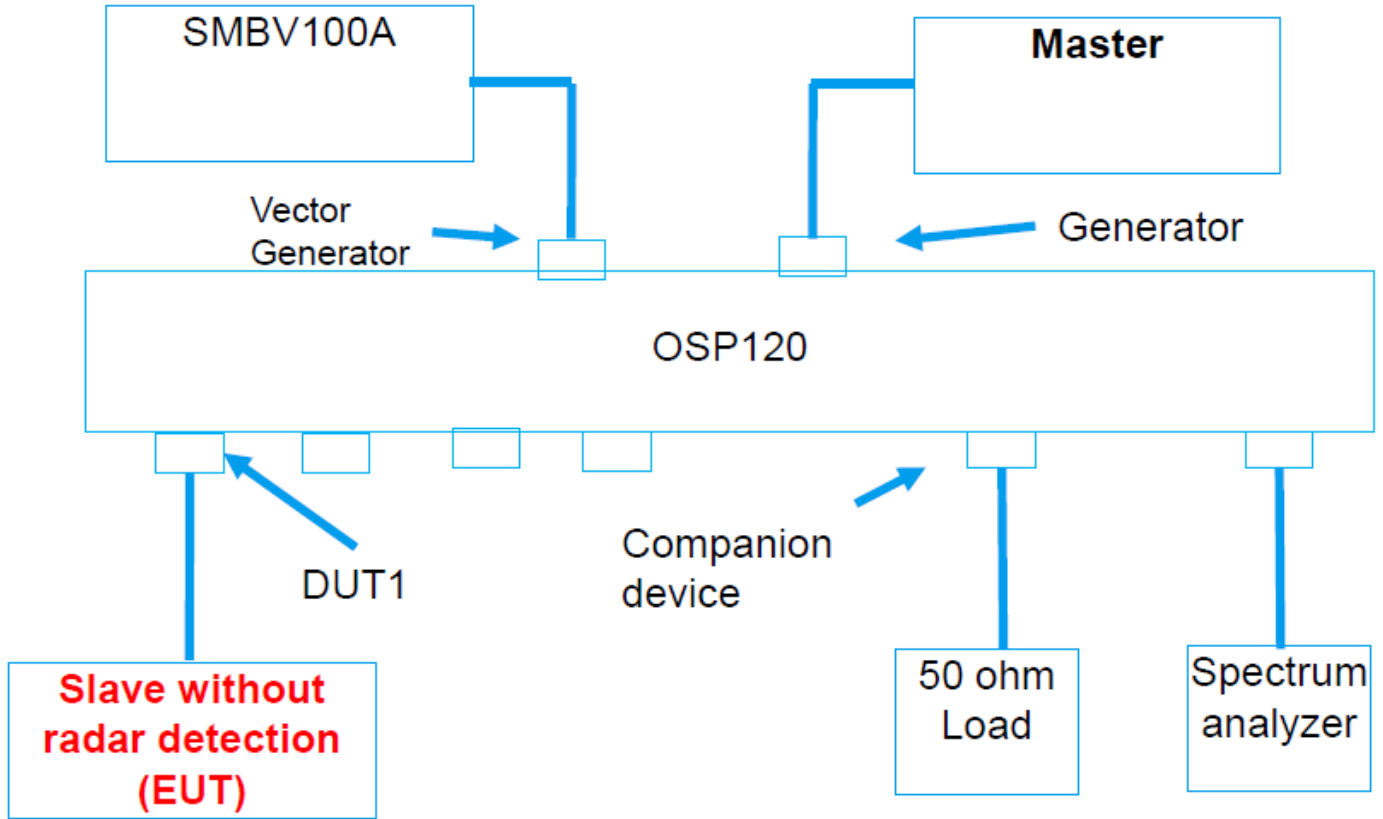 SMBV100A
Master
Vector
Generator
Generator
OSP120
DUT1
Companion
device
Slave without
radar detection
(EUT)
50 ohm
Load
Spectrum
analyzer